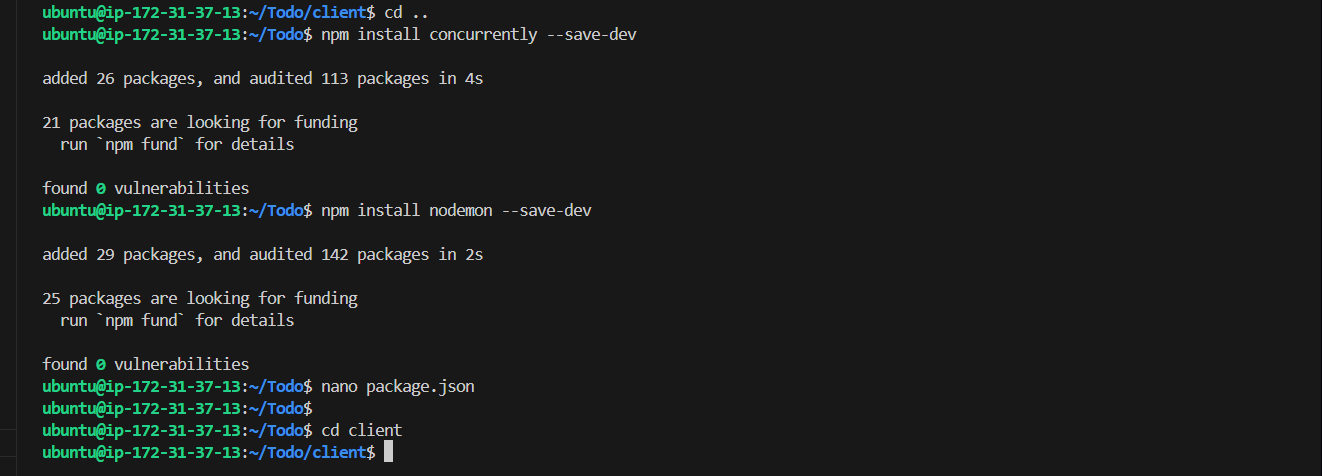 ubuntu@ip-172-31-37-13:~/Todo/client$ cd ..
ubuntu@ip-172-31-37-13:~/Todo$ npm install concurrently --save-dev
added 26 packages, and audited 113 packages in 4s
21 packages are looking for funding
  run `npm fund` for details
found 0 vulnerabilities
ubuntu@ip-172-31-37-13:~/Todo$ npm install nodemon --save-dev
added 29 packages, and audited 142 packages in 2s
25 packages are looking for funding
  run `npm fund` for details
found 0 vulnerabilities
ubuntu@ip-172-31-37-13:~/Todo$ nano package.json
ubuntu@ip-172-31-37-13:~/Todo$
ubuntu@ip-172-31-37-13:~/Todo$ cd client
ubuntu@ip-172-31-37-13:~/Todo/client$